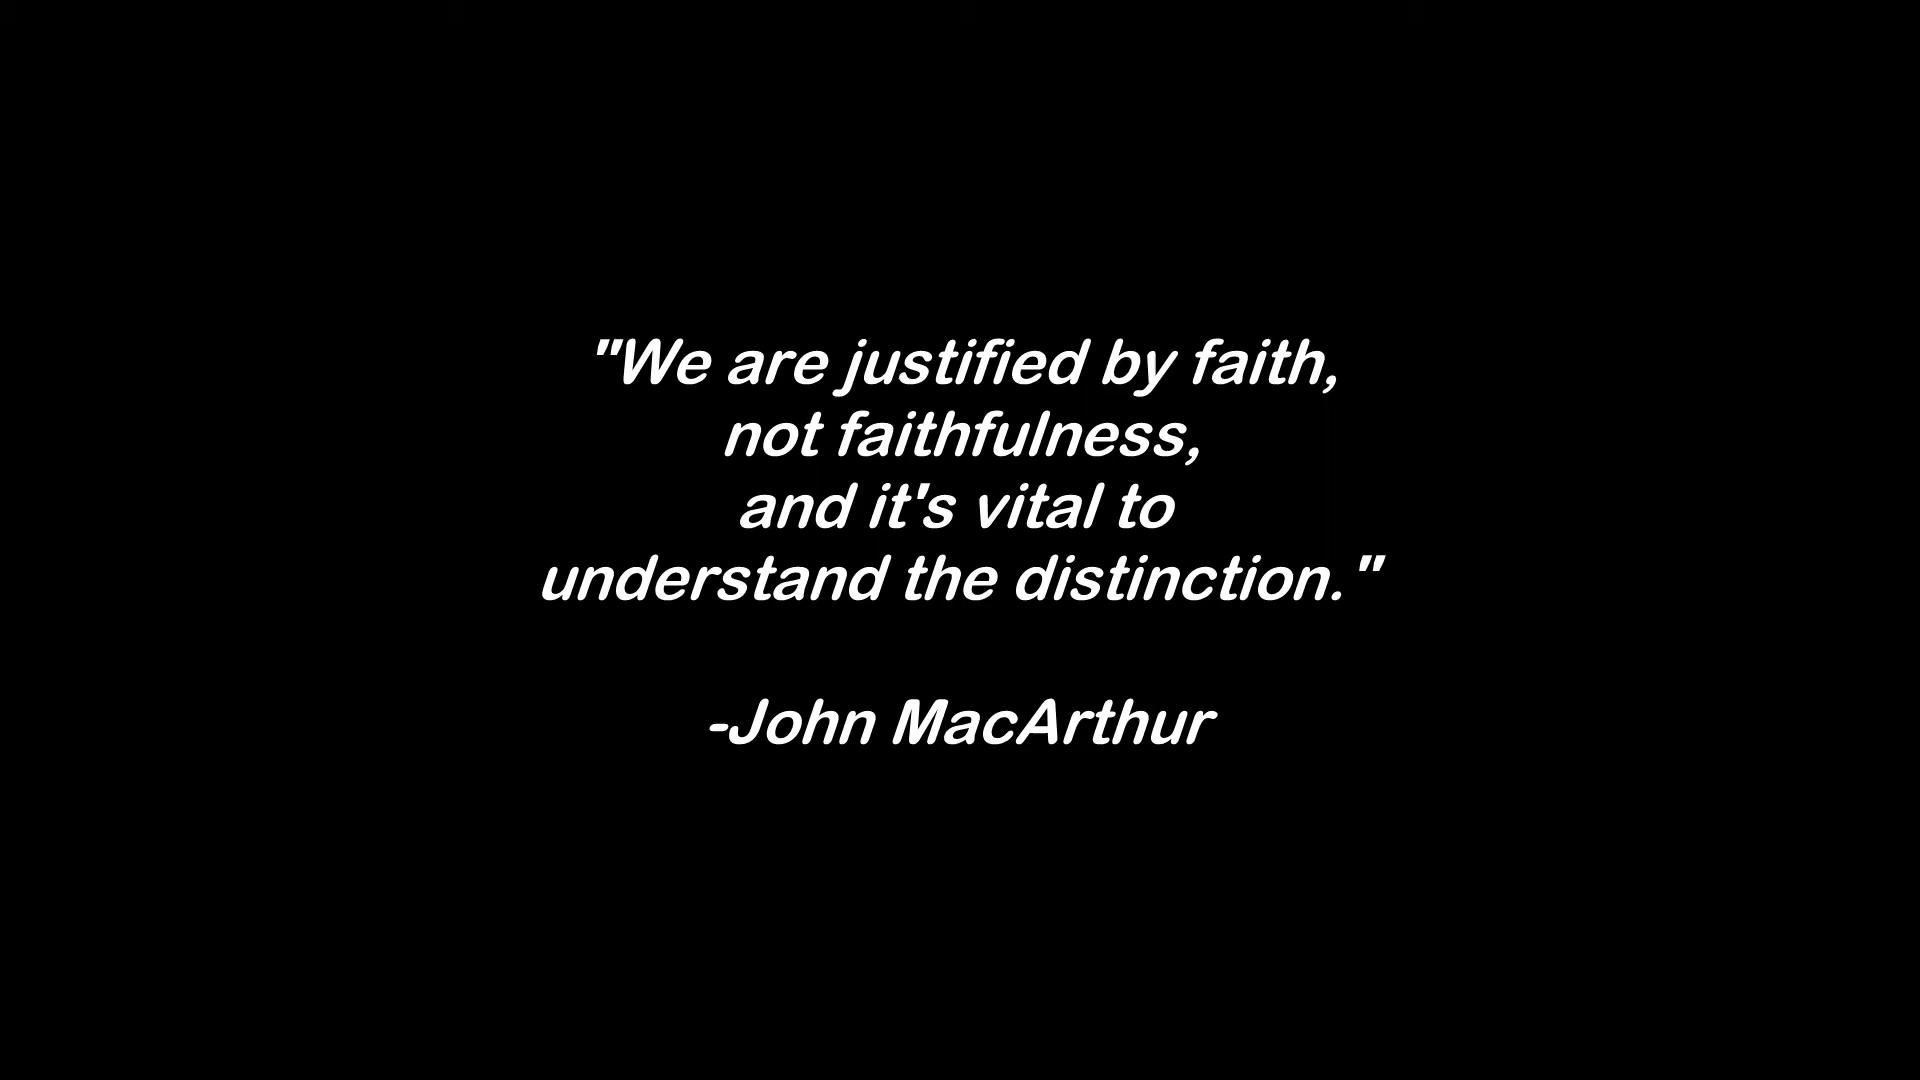 "We are justified by faith,
not faithfulness,
and it's vital to
understand the distinction."
-John MacArthur